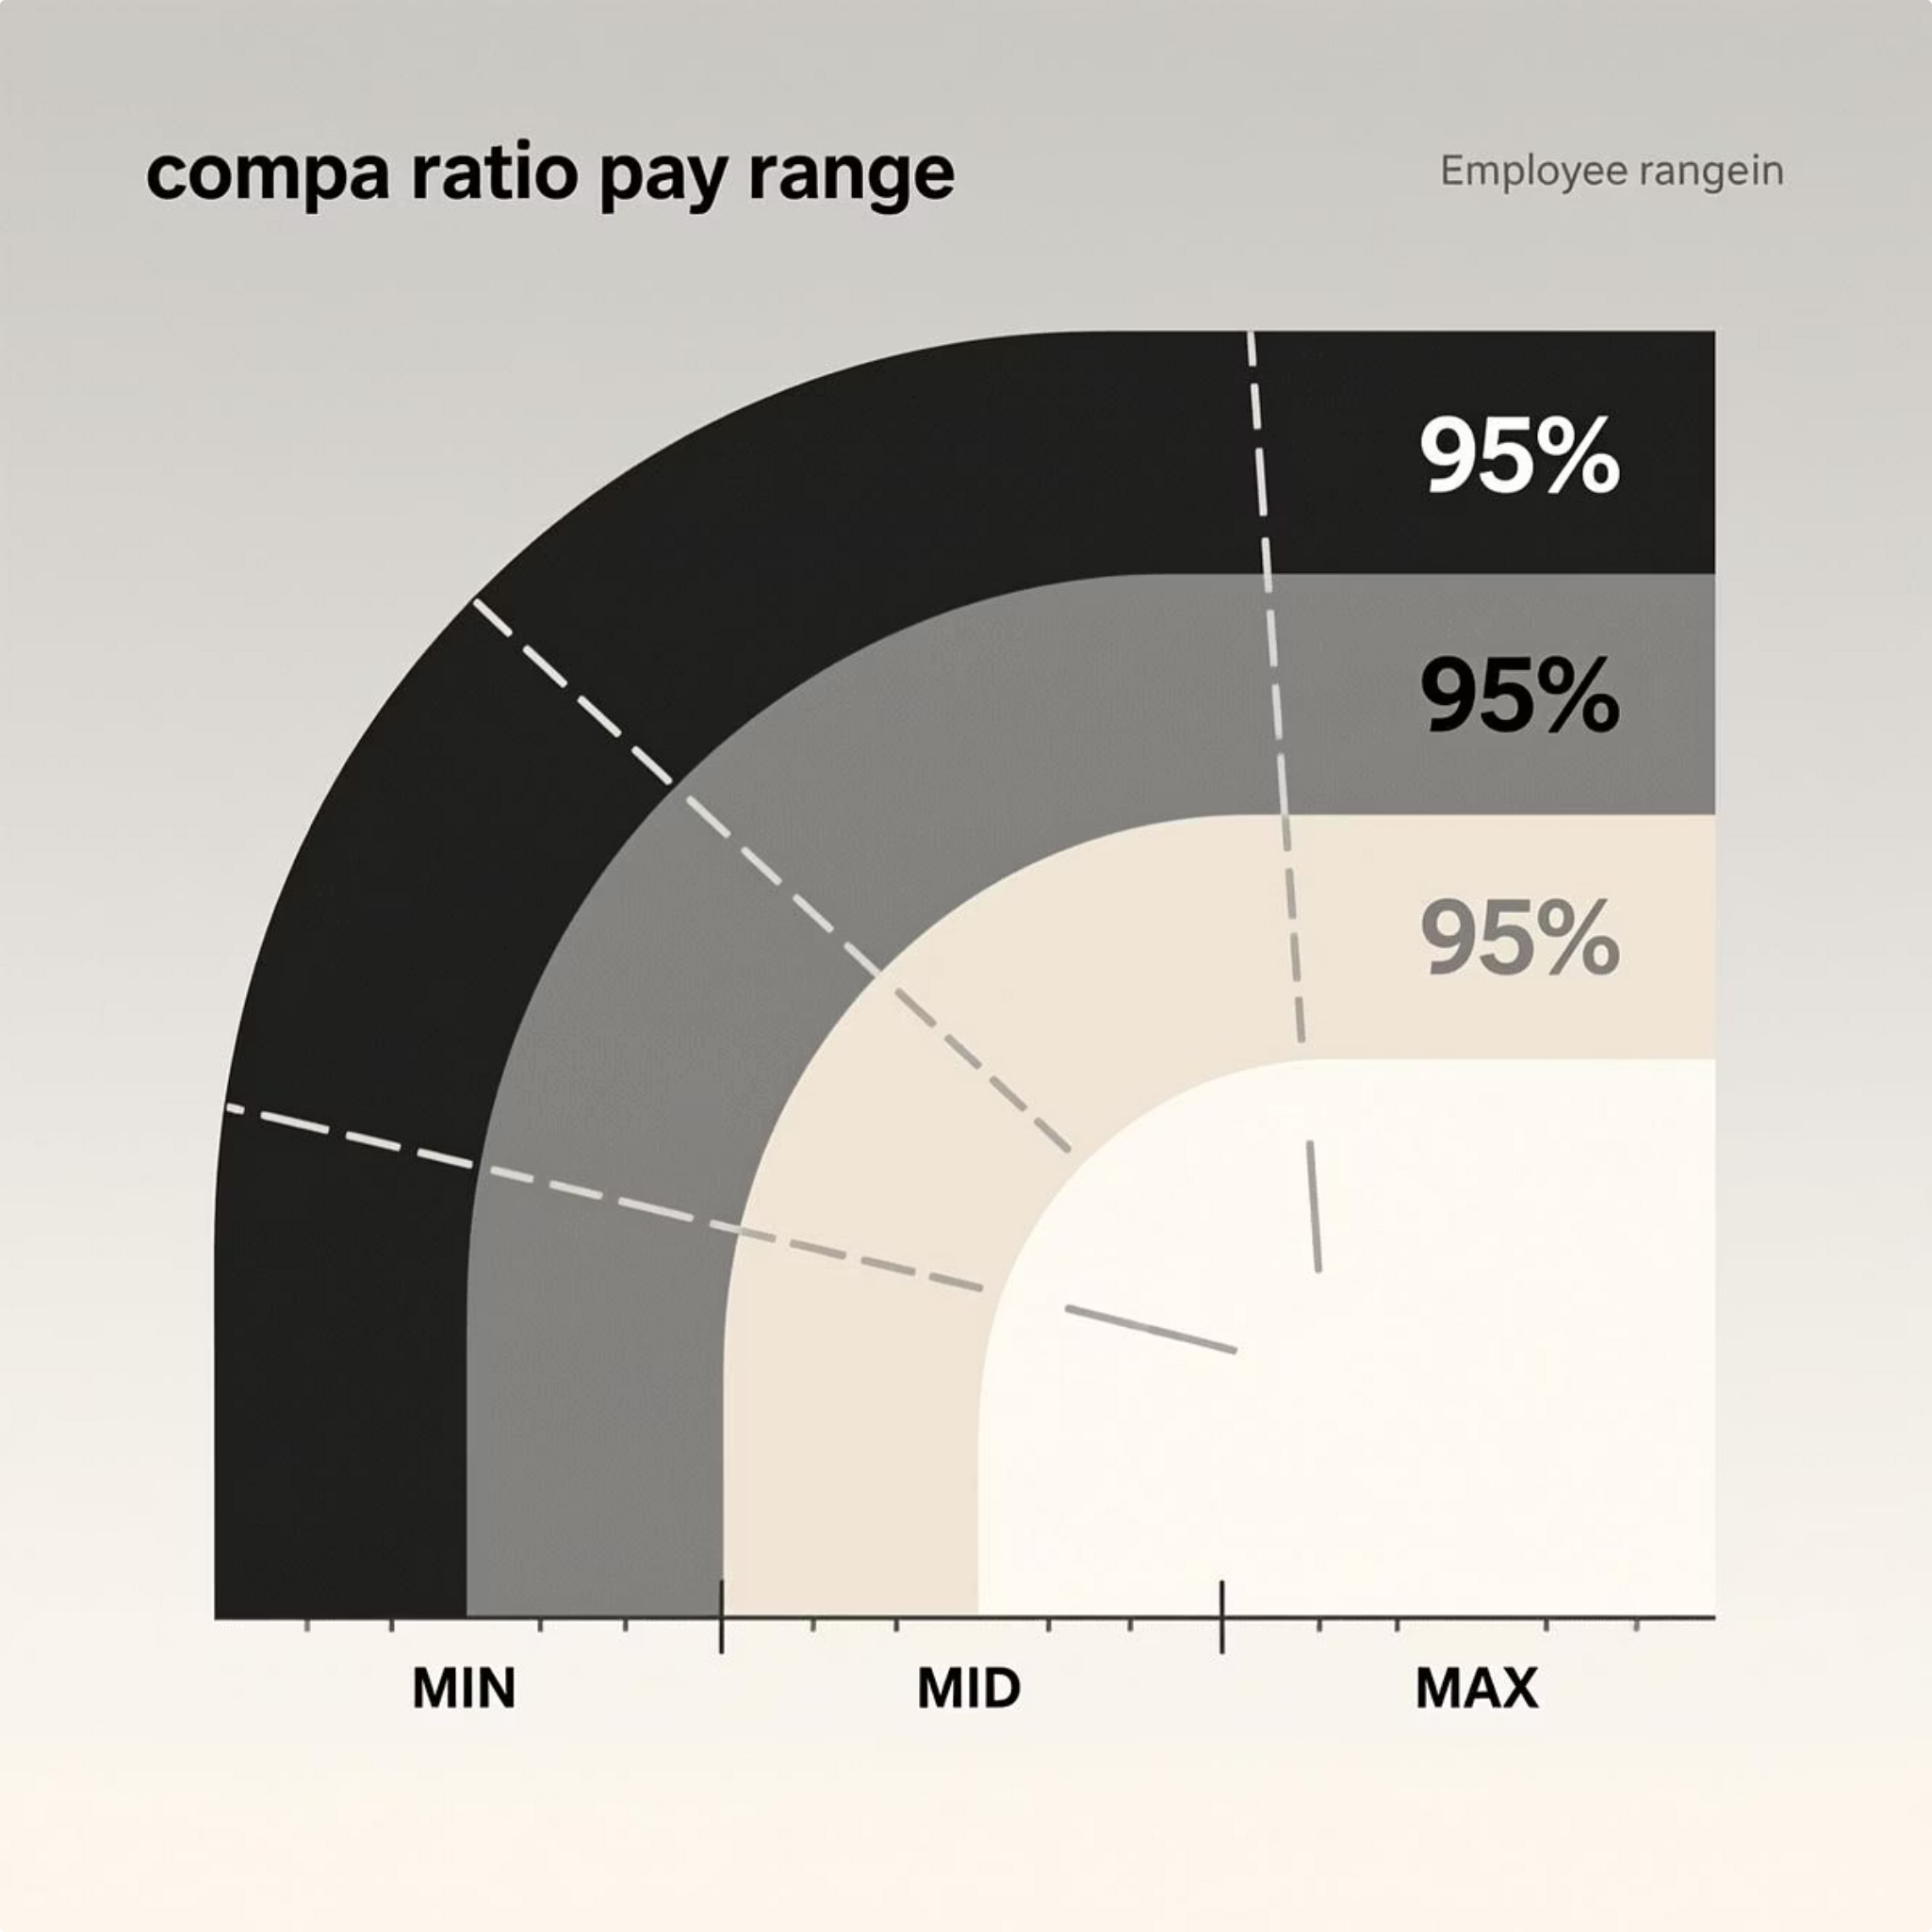 compa ratio pay range
Employee rangein
95%
95%
95%
MIN
MID
MAX